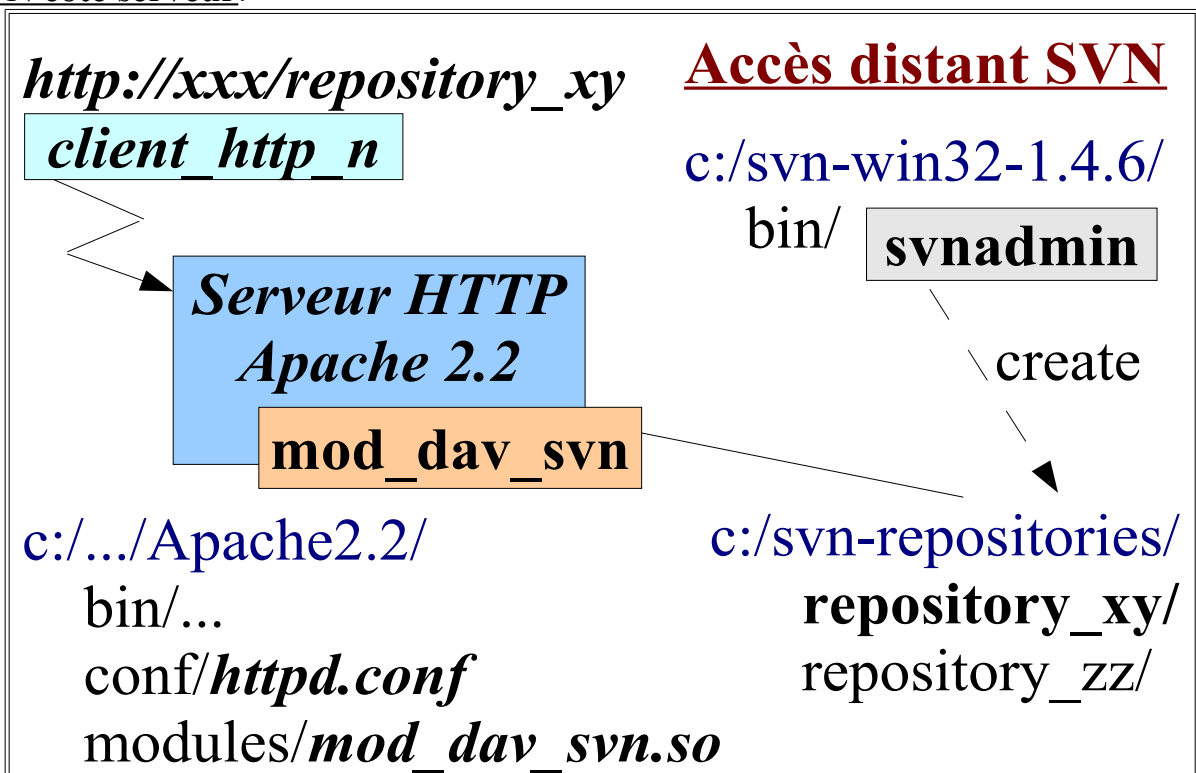 http://xxx/repository_xy
Accès distant SVN
client_http_n
c:/svn-win32-1.4.6/
bin/
svnadmin
Serveur HTTP
Apache 2.2
create
mod_dav_svn
c:/.../Apache2.2/
bin/...
conf/httpd.conf
modules/mod_dav_svn.so
c:/svn-repositories/
repository_xy/
repository_zz/